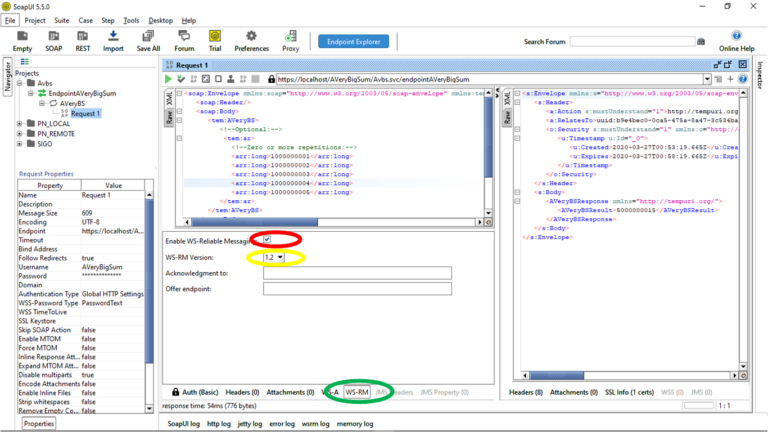 SoapUI 5.5.0
File Project Suite Case Step Tools Desktop Help
Empty SOAP REST Import Save All Forum Trial Preferences Proxy
Endpoint Explorer
Search Forum
Online Help
Navigator
Projects
Avbs
EndpointAVeryBigSum
AVeryBS
Request 1
PN_LOCAL
PN_REMOTE
SIGO
Request Properties
Property Value
Name Request 1
Description
Message Size 609
Encoding UTF-8
Endpoint https://localhost/A...
Timeout
Bind Address
Follow Redirects true
Username AVeryBigSum
Password **************
Domain
Authentication Type Global HTTP Settings
WSS-Password Type PasswordText
WSS TimeToLive
SSL Keystore
Skip SOAP Action false
Enable MTOM false
Force MTOM false
Inline Response Att... false
Expand MTOM Attach... false
Disable multiparts true
Encode Attachments false
Enable Inline Files false
Strip whitespaces false
Remove Empty Co... false
Properties
Request 1
https://localhost/AVeryBigSum/Avbs.svc/endpointAVeryBigSum
XML
Raw
<soap:Envelope xmlns:soap="http://www.w3.org/2003/05/soap-envelope" xmlns:tem=
<soap:Header/>
<soap:Body>
<tem:AVeryBS>
<!--Optional:-->
<tem:ar>
<!--Zero or more repetitions:-->
<arr:long>1000000001</arr:long>
<arr:long>1000000002</arr:long>
<arr:long>1000000003</arr:long>
<arr:long>1000000004</arr:long>
<arr:long>1000000005</arr:long>
</tem:ar>
</tem:AVeryBS>
Enable WS-Reliable Messaging:
WS-RM Version: 1.2
Acknowledgment to:
Offer endpoint:
Auth (Basic) Headers (0) Attachments (0) WS-A WS-RM JMS Headers JMS Property (0)
response time: 54ms (776 bytes)
XML
Raw
<s:Envelope xmlns:s="http://www.w3.org/2003/05/soap-enve
<s:Header>
<a:Action s:mustUnderstand="1">http://tempuri.org
<o:Security s:mustUnderstand="1" xmlns:o="http://
<u:Timestamp u:Id="_0">
<u:Created>2020-03-27T00:53:19.665Z</u:Create
<u:Expires>2020-03-27T00:58:19.665Z</u:Expi
</u:Timestamp>
</o:Security>
</s:Header>
<s:Body>
<AVeryBSResponse xmlns="http://tempuri.org/">
<AVeryBSResult>5000000015</AVeryBSResult>
</AVeryBSResponse>
</s:Body>
</s:Envelope>
Headers (8) Attachments (0) SSL Info (1 certs) WSS (0) JMS (0)
1 : 1
Inspector
SoapUI log http log jetty log error log wsrm log memory log